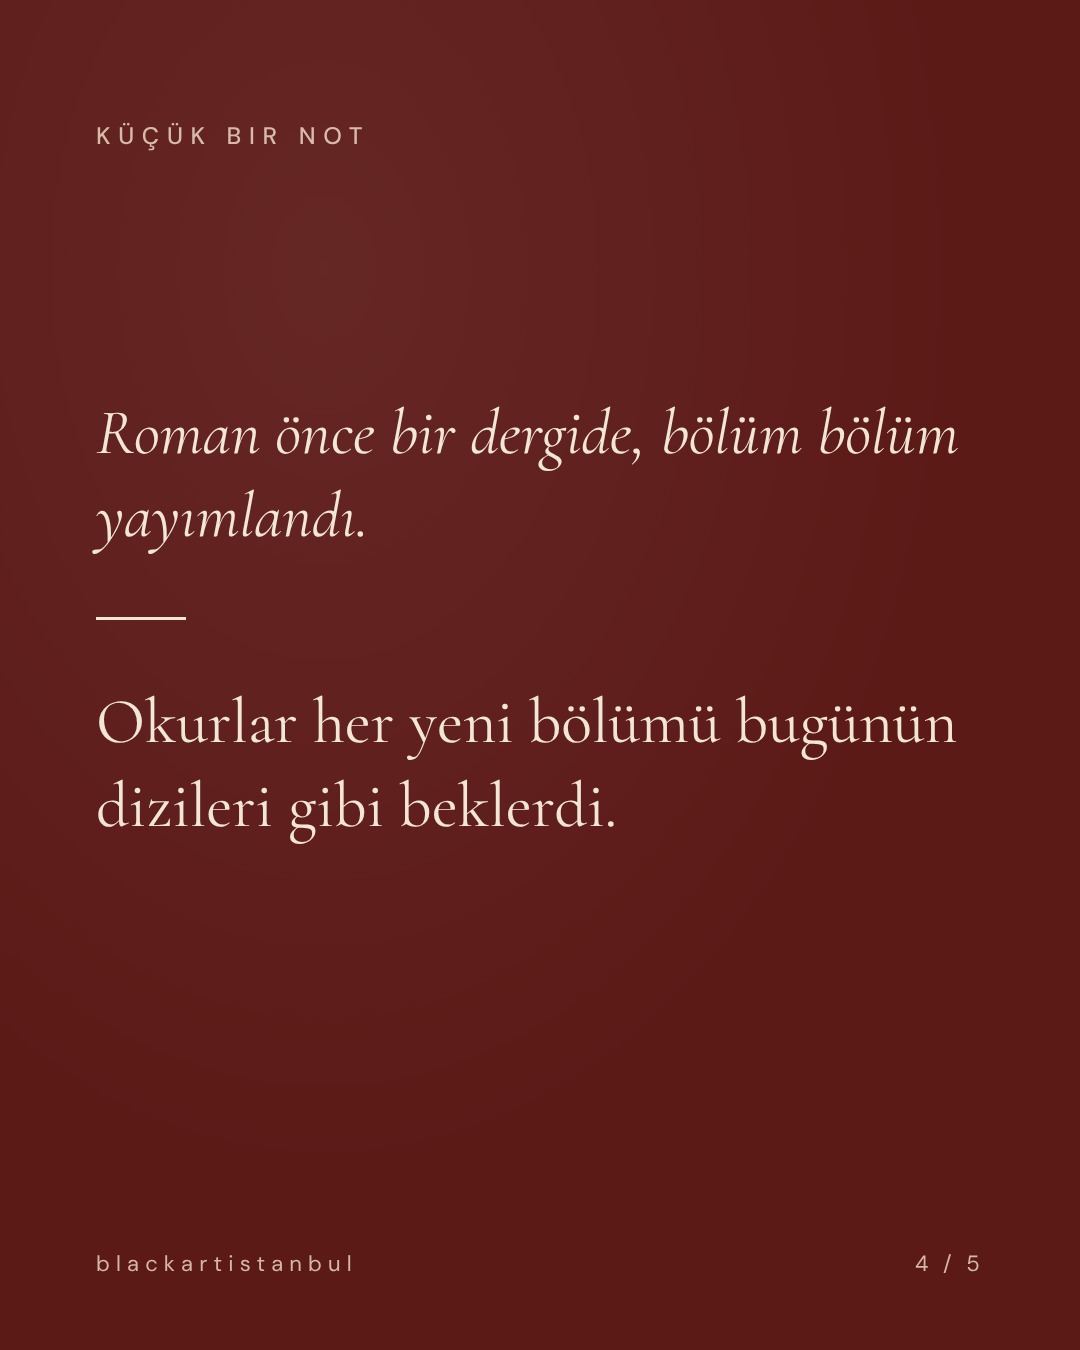 KÜÇÜK BIR NOT
Roman önce bir dergide, bölüm bölüm
yayımlandı.
Okurlar her yeni bölümü bugünün
dizileri gibi beklerdi.
blackartistanbul
4 / 5